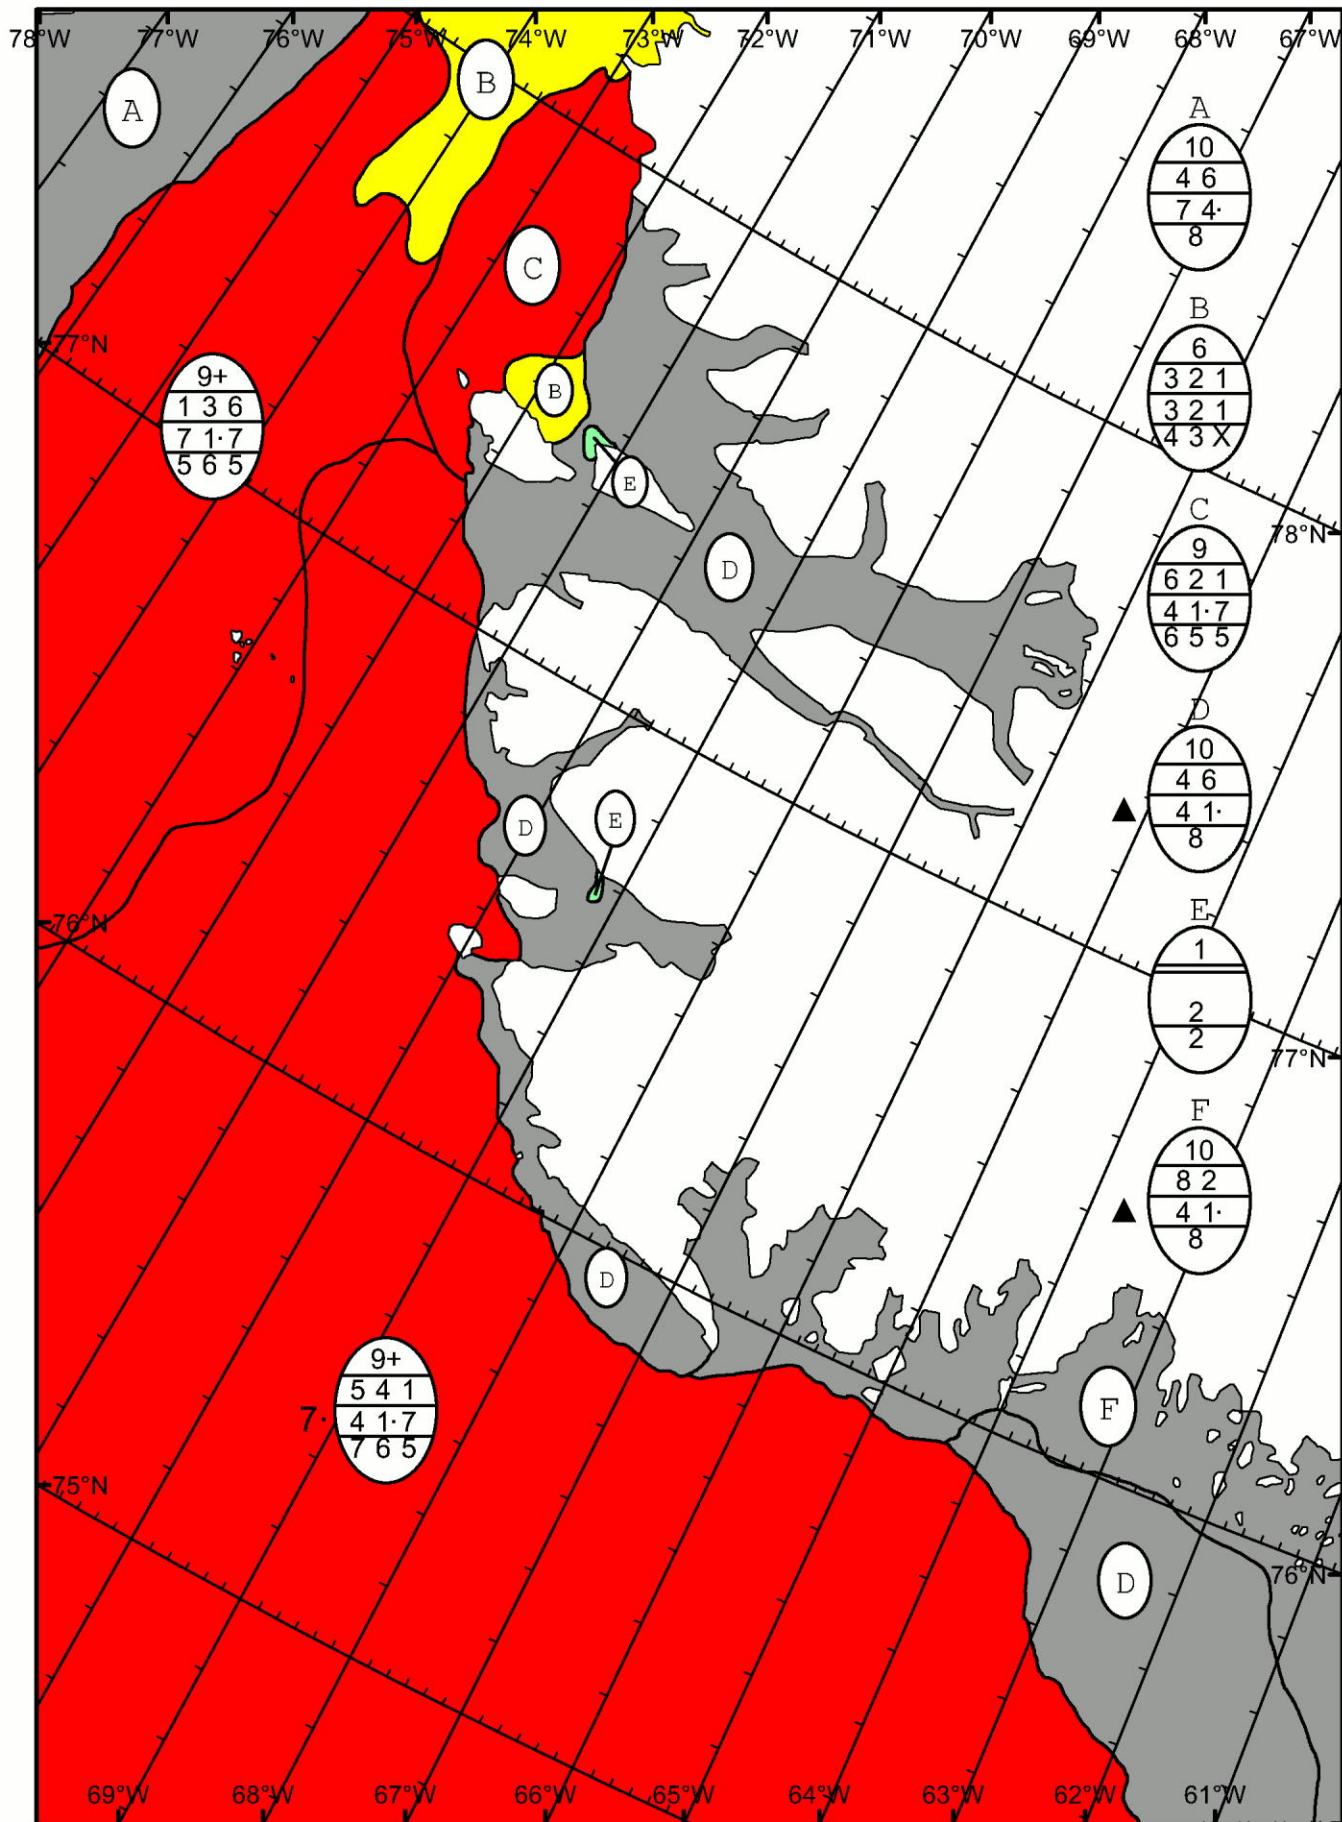 78°W 77°W 76°W 75°W 74°W 73°W 72°W 71°W 70°W 69°W 68°W 67°W
B
A
A
10
4 6
7 4·
8
C
B
6
3 2 1
3 2 1
4 3 X
77°N
9+
1 3 6
7 1·7
5 6 5
B
E
78°N
C
9
6 2 1
4 1·7
6 5 5
D
D
10
4 6
▲ 4 1·
8
D
E
76°N
E
1
2
2
77°N
F
10
8 2
▲ 4 1·
8
D
9+
5 4 1
7· 4 1·7
7 6 5
F
75°N
76°N
D
69°W 68°W 67°W 66°W 65°W 64°W 63°W 62°W 61°W